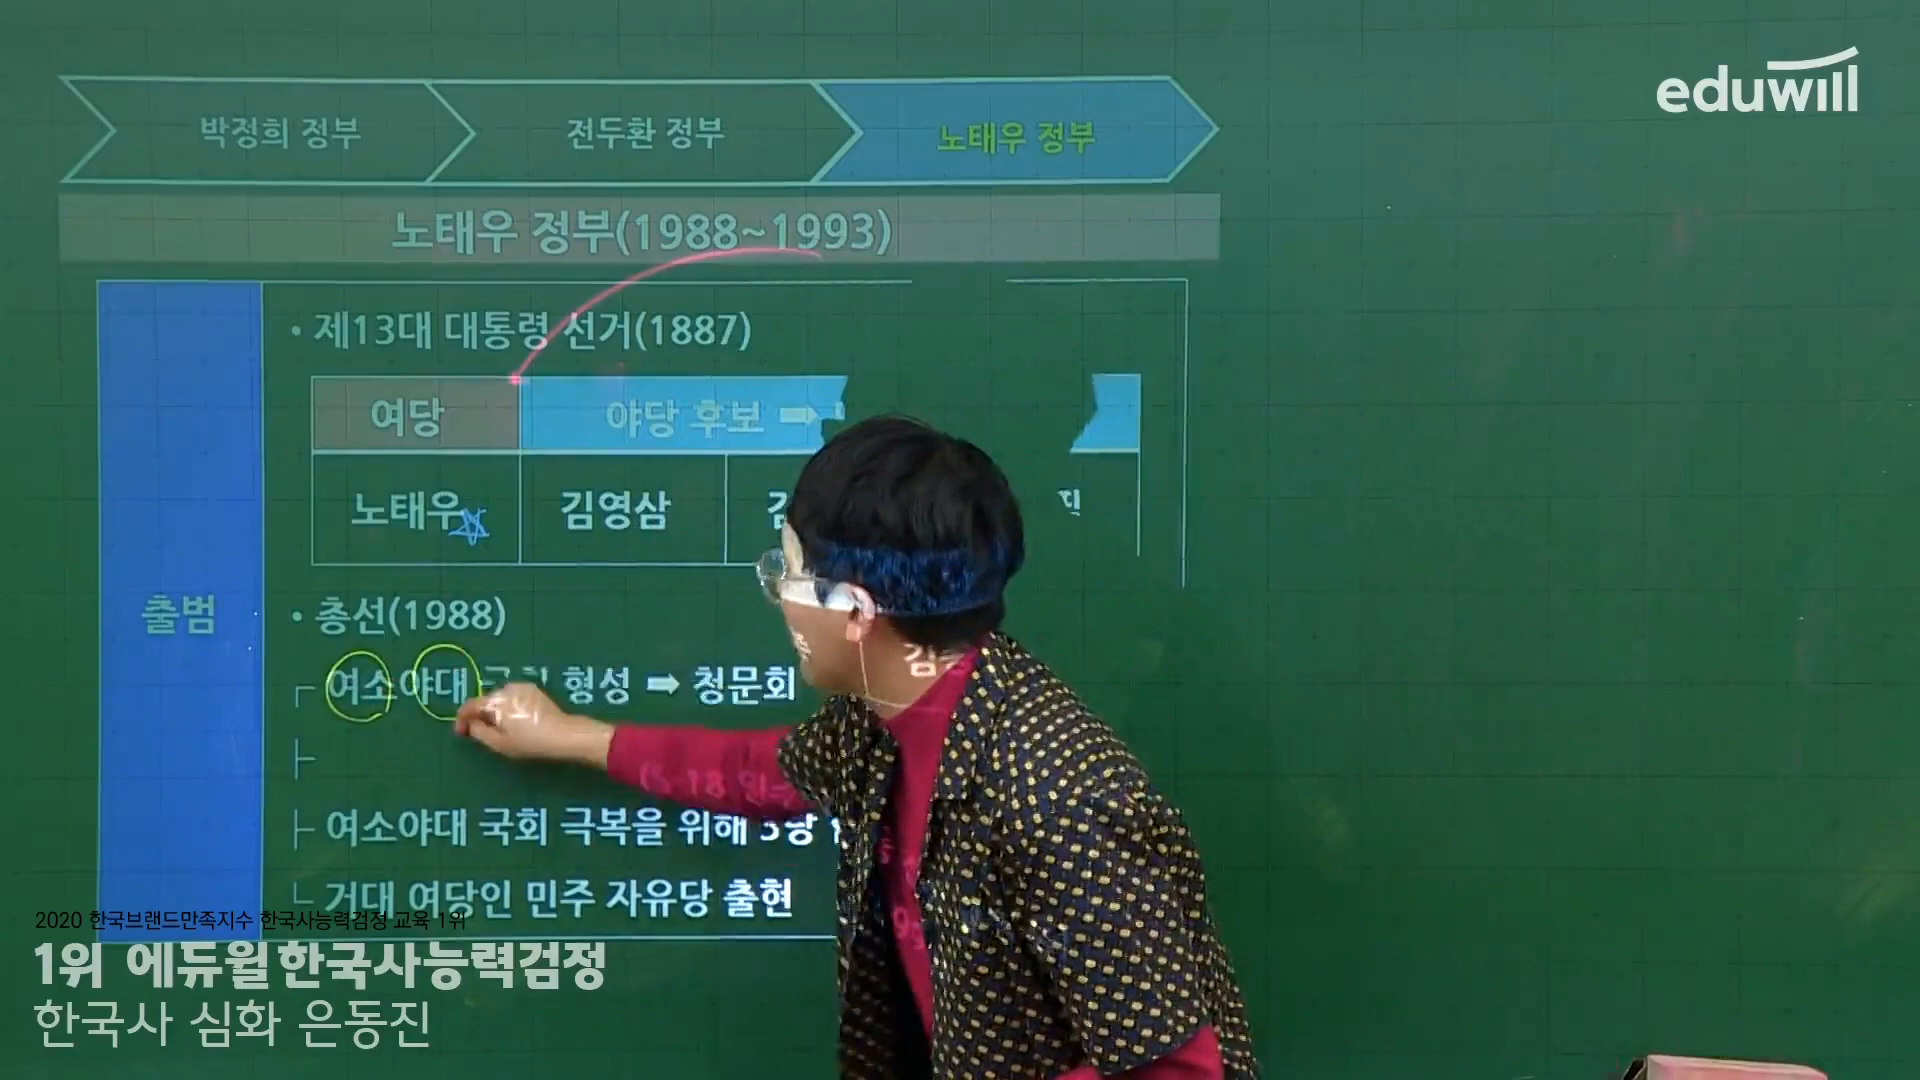 eduwill
박정희 정부
전두환 정부
노태우 정부
노태우 정부(1988~1993)
출범
• 제13대 대통령 선거(1887)
여당
야당 후보 ➡
노태우
김영삼
• 총선(1988)
여소야대 형성 ➡ 청문회
여소야대 국회 극복을 위해 3당
거대 여당인 민주 자유당 출현
2020 한국브랜드만족지수 한국사능력검정 교육 1위
1위 에듀윌 한국사능력검정
한국사 심화 은동진